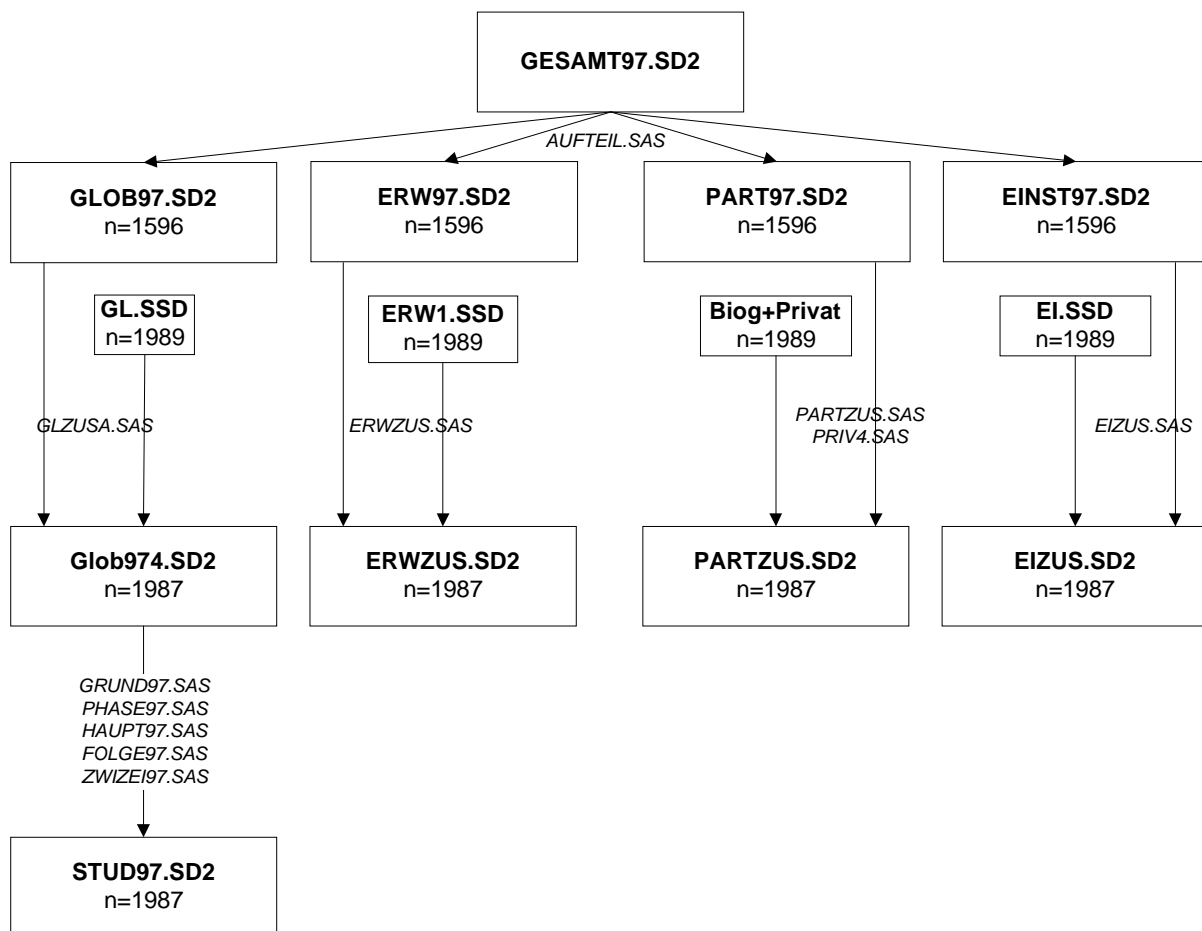 GESAMT97.SD2
AUFTEIL.SAS
GLOB97.SD2
n=1596
ERW97.SD2
n=1596
PART97.SD2
n=1596
EINST97.SD2
n=1596
GL.SSD
n=1989
ERW1.SSD
n=1989
Biog+Privat
n=1989
EI.SSD
n=1989
GLZUSA.SAS
ERWZUS.SAS
PARTZUS.SAS
PRIV4.SAS
EIZUS.SAS
Glob974.SD2
n=1987
ERWZUS.SD2
n=1987
PARTZUS.SD2
n=1987
EIZUS.SD2
n=1987
GRUND97.SAS
PHASE97.SAS
HAUPT97.SAS
FOLGE97.SAS
ZWIZEI97.SAS
STUD97.SD2
n=1987